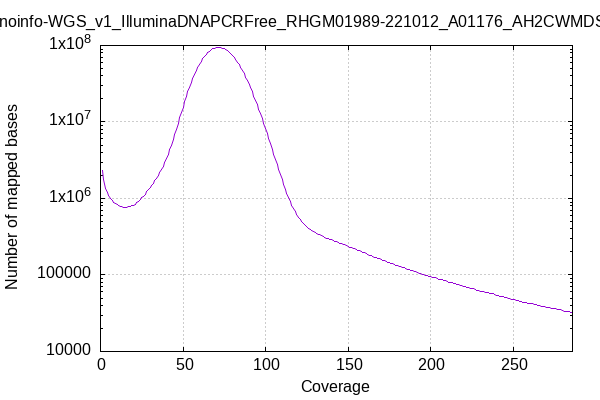 noinfo-WGS_v1_IlluminaDNAPCRFree_RHGM01989-221012_A01176_AH2CWMDS
1x10^8
1x10^7
1x10^6
100000
10000
Number of mapped bases
0 50 100 150 200 250
Coverage